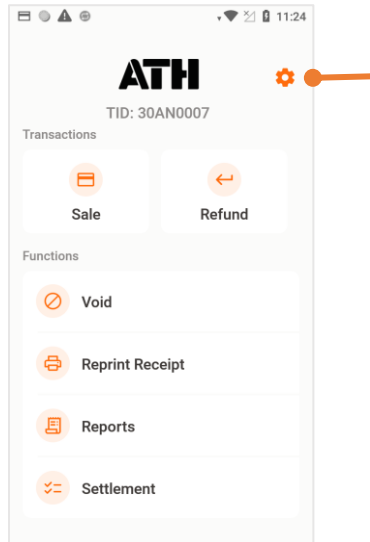 11:24
ATH
TID: 30AN0007
Transactions
Sale
Refund
Functions
Void
Reprint Receipt
Reports
Settlement